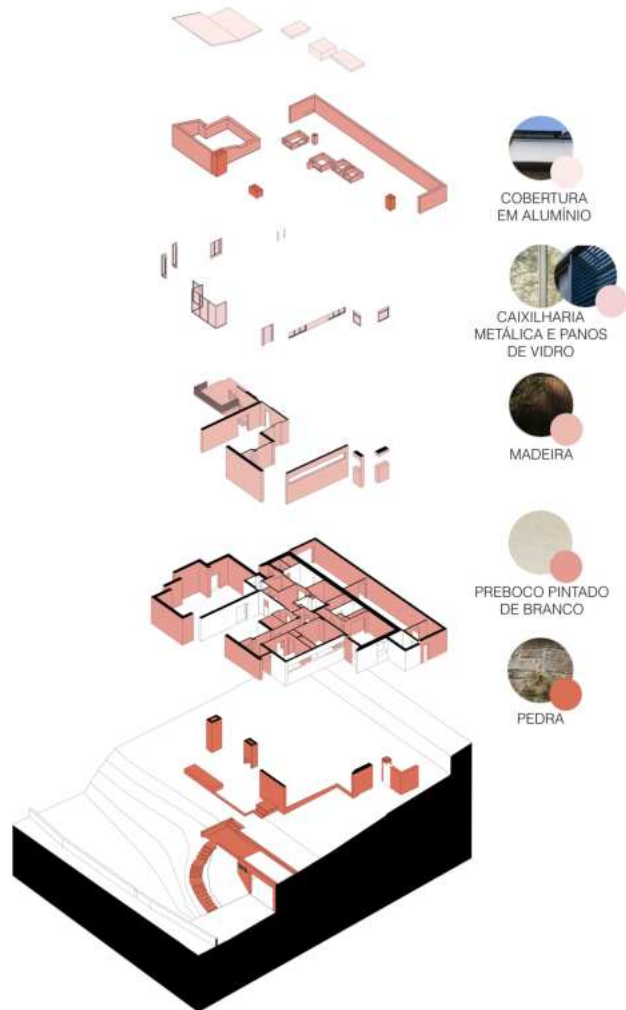 COBERTURA
EM ALUMÍNIO
CAIXILHARIA
METÁLICA E PANOS
DE VIDRO
MADEIRA
PREBOCO PINTADO
DE BRANCO
PEDRA